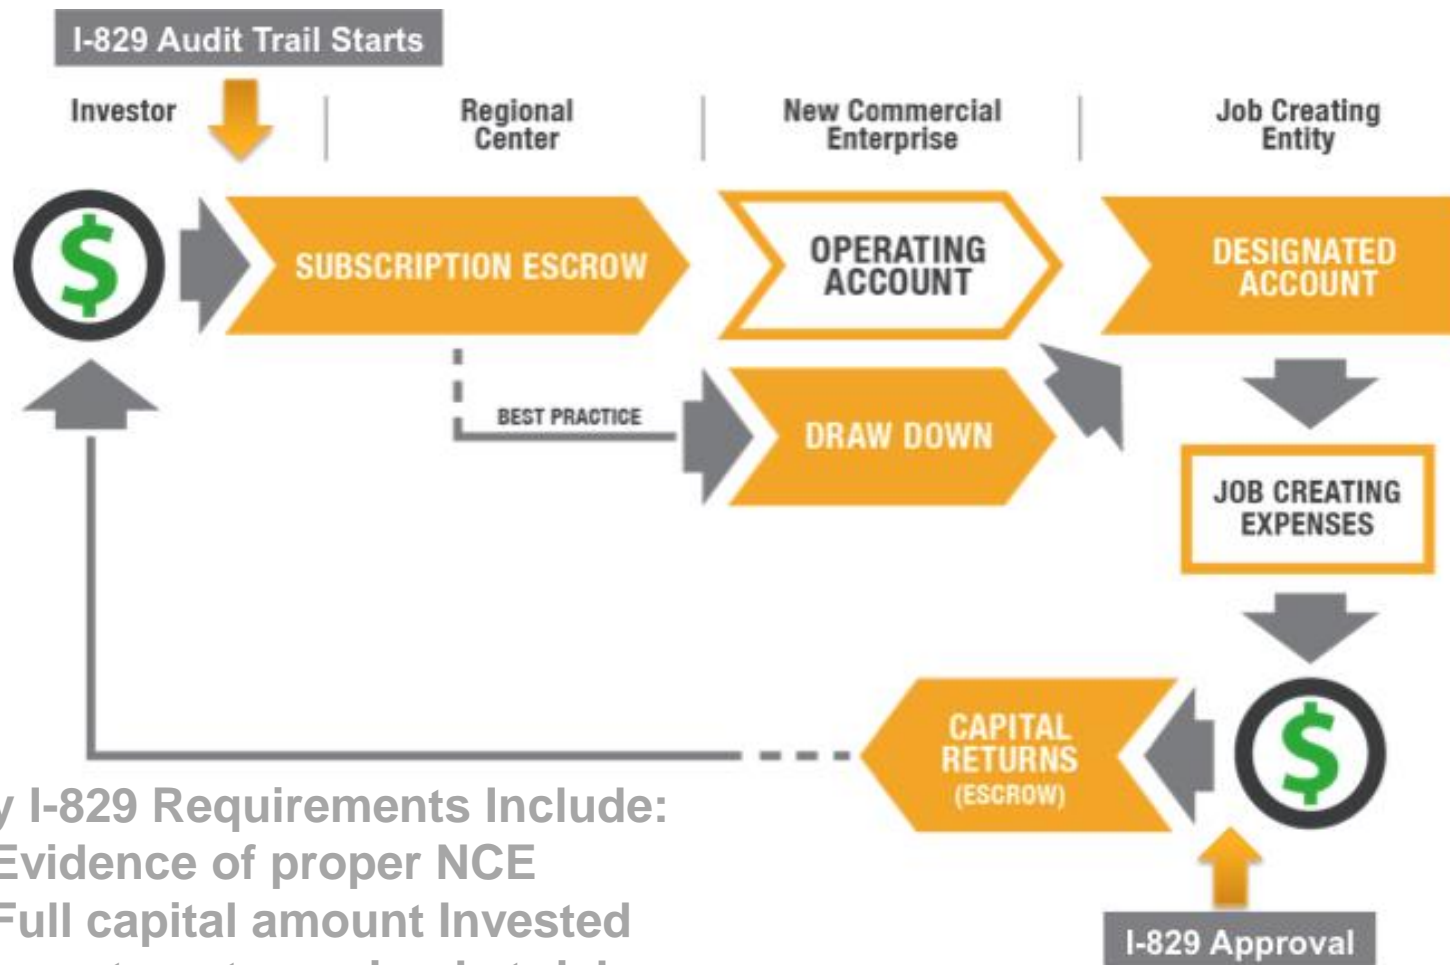 I-829 Audit Trail Starts
Investor
Regional
Center
New Commercial
Enterprise
Job Creating
Entity
$
SUBSCRIPTION ESCROW
OPERATING
ACCOUNT
DESIGNATED
ACCOUNT
BEST PRACTICE
DRAW DOWN
JOB CREATING
EXPENSES
CAPITAL
RETURNS
(ESCROW)
$
y I-829 Requirements Include:
Evidence of proper NCE
Full capital amount Invested
I-829 Approval